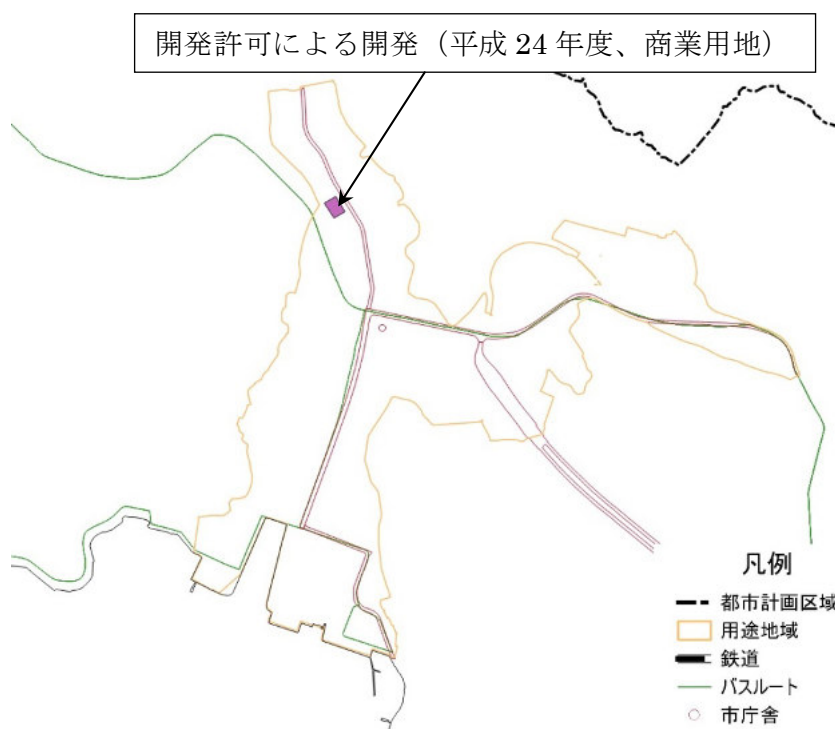 開発許可による開発（平成 24 年度、商業用地）
凡例
都市計画区域
用途地域
鉄道
バスルート
市庁舎